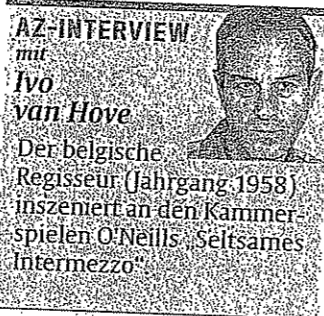 AZ-INTERVIEW
mit
Ivo
van Hove
Der belgische
Regisseur (Jahrgang 1958)
inszeniert an den Kammer-
spielen O'Neills „Seltsames
Intermezzo“